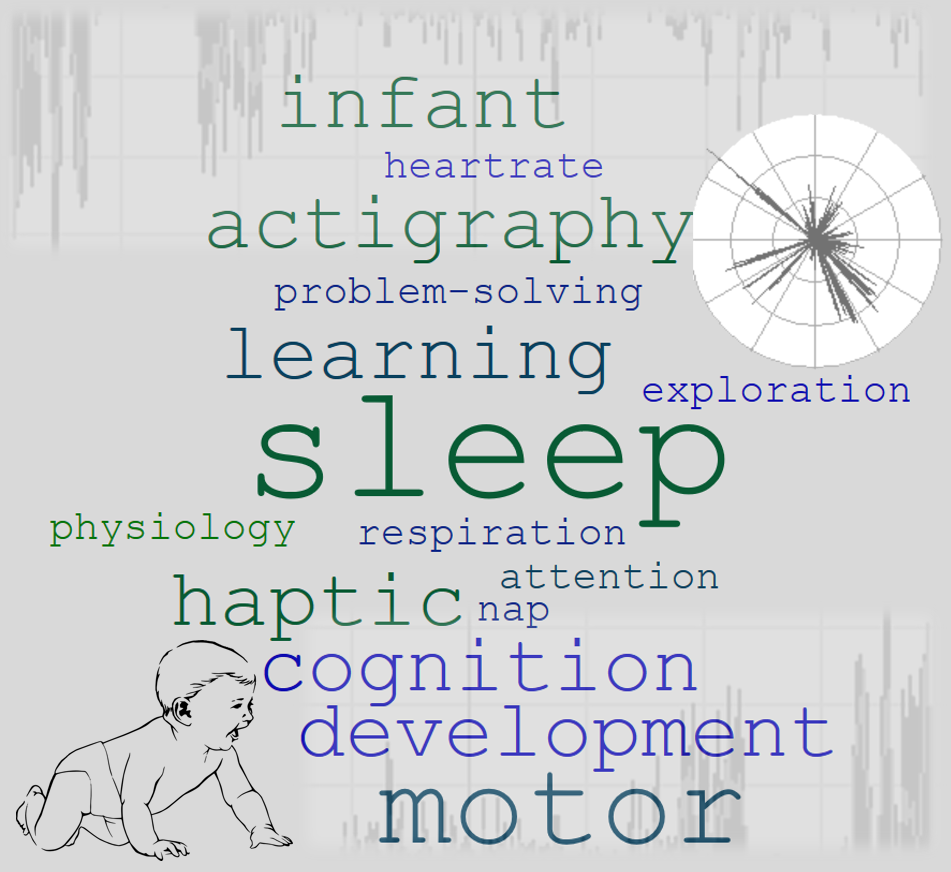 infant
heartrate
actigraphy
problem-solving
learning
exploration
sleep
physiology
respiration
attention
haptic
nap
cognition
development
motor